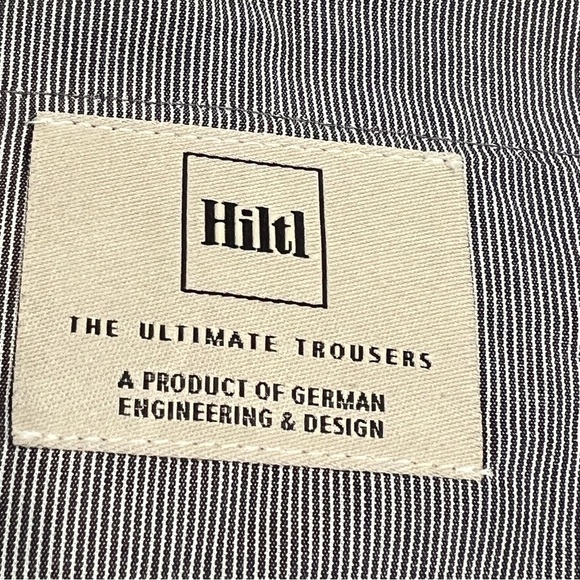 Hiltl
THE ULTIMATE TROUSERS
A PRODUCT OF GERMAN
ENGINEERING & DESIGN